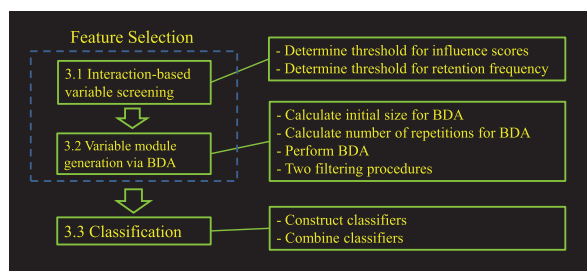 Feature Selection
3.1 Interaction-based
variable screening
- Determine threshold for influence scores
- Determine threshold for retention frequency
3.2 Variable module
generation via BDA
- Calculate initial size for BDA
- Calculate number of repetitions for BDA
- Perform BDA
- Two filtering procedures
3.3 Classification
- Construct classifiers
- Combine classifiers